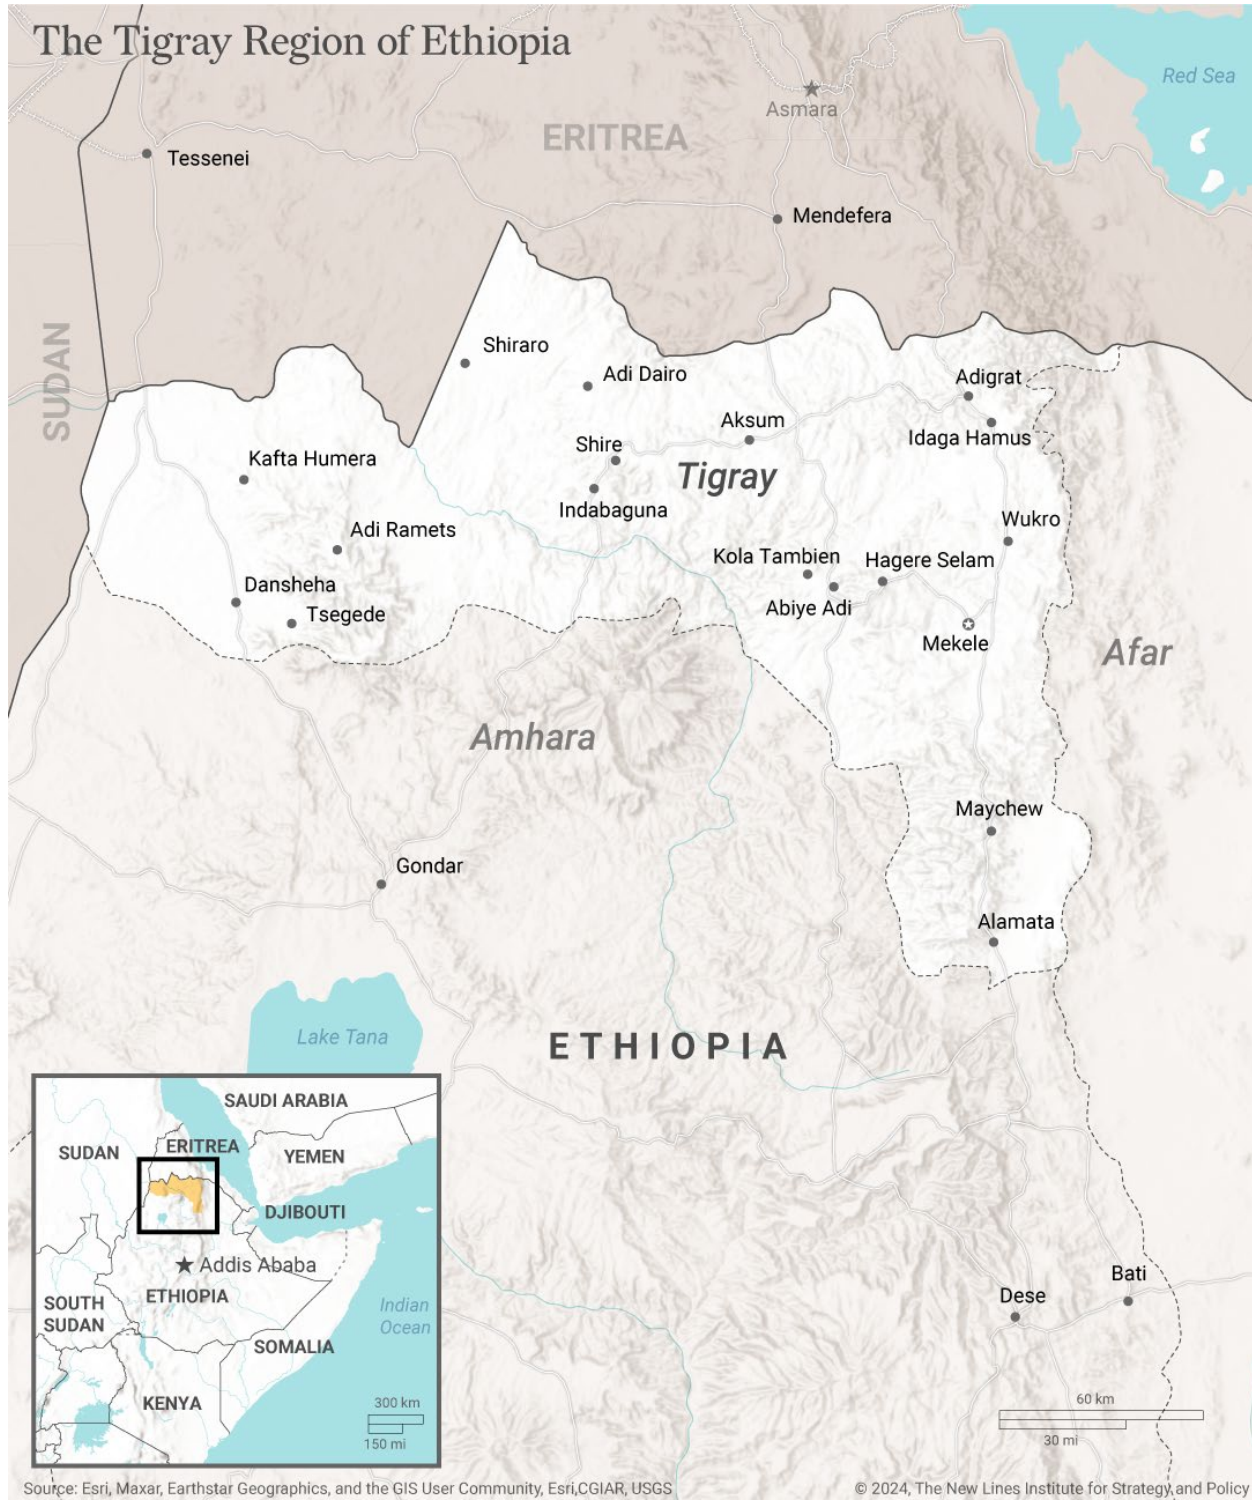 The Tigray Region of Ethiopia
Red Sea
Asmara
ERITREA
Tessenei
Mendefera
SUDAN
Shiraro
Adi Dairo
Adigrat
Aksum
Idaga Hamus
Shire
Kafta Humera
Tigray
Indabaguna
Wukro
Adi Ramets
Kola Tambien
Hagere Selam
Dansheha
Abiye Adi
Tsegede
Mekele
Afar
Amhara
Maychew
Gondar
Alamata
Lake Tana
ETHIOPIA
SAUDI ARABIA
SUDAN
ERITREA
YEMEN
DJIBOUTI
Addis Ababa
ETHIOPIA
SOUTH
SUDAN
Indian
Ocean
SOMALIA
KENYA
300 km
150 mi
Bati
Dese
60 km
30 mi
Source: Esri, Maxar, Earthstar Geographics, and the GIS User Community, Esri,CGIAR, USGS
© 2024, The New Lines Institute for Strategy and Policy